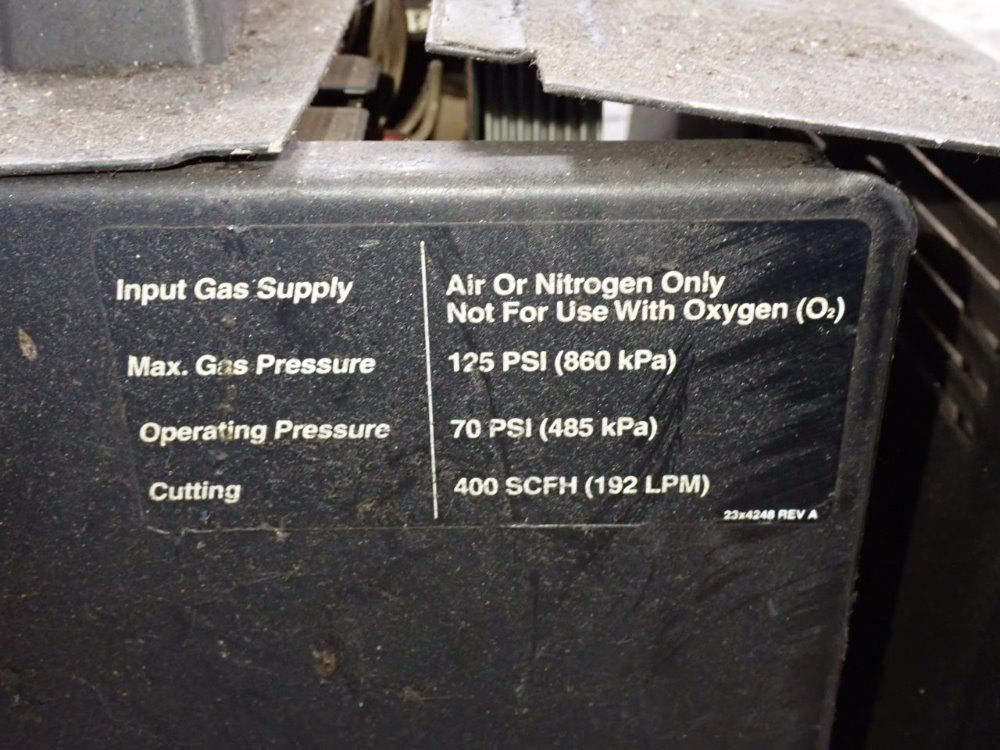 Input Gas Supply
Air Or Nitrogen Only
Not For Use With Oxygen (O₂)
Max. Gas Pressure
125 PSI (860 kPa)
Operating Pressure
70 PSI (485 kPa)
Cutting
400 SCFH (192 LPM)
23x4248 REV A